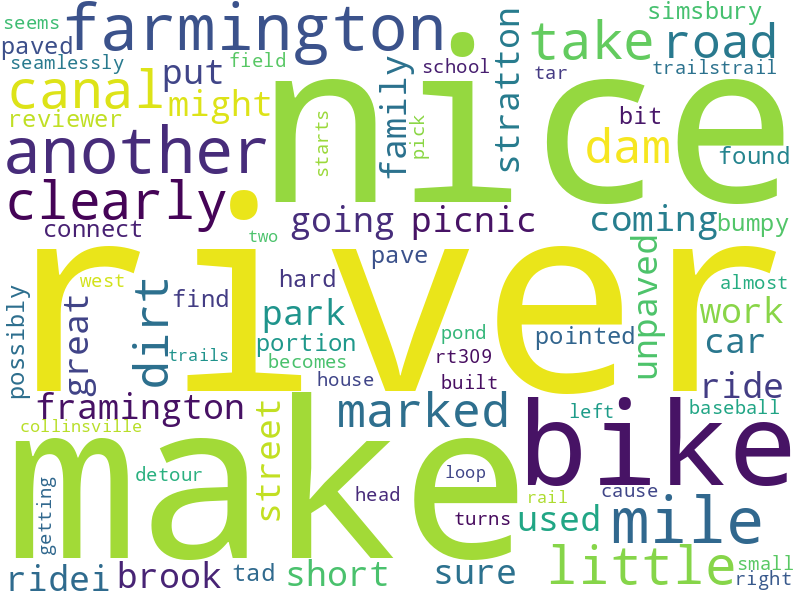 seems
farmington
simsbury
paved
nice
take
road
seamlessly
put
field
family
school
stratton
tar
trailstrail
canal
might
bit
reviewer
starts
pick
dam
found
another
clearly
going
picnic
coming
bumpy
connect
two
river
pave
unpaved
west
hard
almost
possibly
great
dirt
find
park
work
trails
portion
pond
pointed
car
becomes
rt309
house
built
ride
framington
marked
bike
left
baseball
collinsville
make
street
detour
loop
getting
head
rail
cause
mile
turns
used
ridei
brook
tad
short
sure
little
small
right